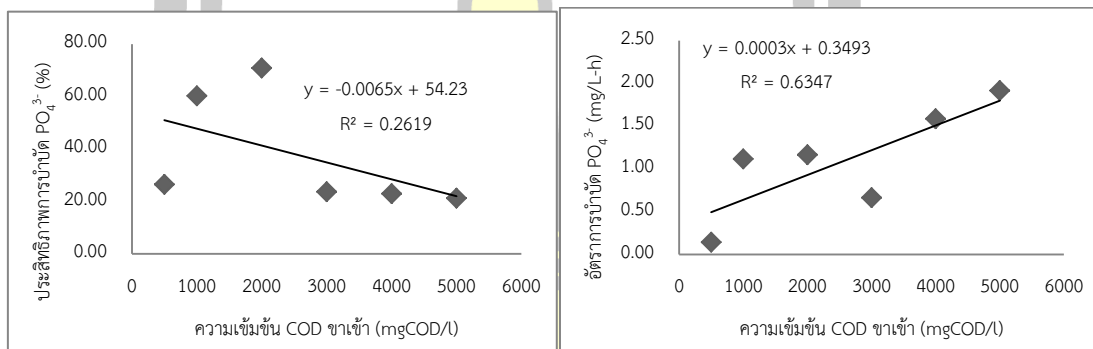 80.00
60.00
40.00
20.00
0.00
0 1000 2000 3000 4000 5000 6000
ประสิทธิภาพการบำบัด PO₄³⁻ (%)
ความเข้มข้น COD ขาเข้า (mgCOD/l)
y = -0.0065x + 54.23
R² = 0.2619
2.50
2.00
1.50
1.00
0.50
0.00
0 1000 2000 3000 4000 5000 6000
อัตราการบำบัด PO₄³⁻ (mg/L-h)
ความเข้มข้น COD ขาเข้า (mgCOD/l)
y = 0.0003x + 0.3493
R² = 0.6347